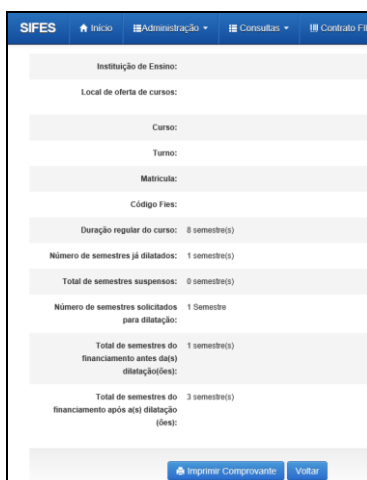 SIFES Início Administração Consultas Contrato FI
Instituição de Ensino:
Local de oferta de cursos:
Curso:
Turno:
Matrícula:
Código Fies:
Duração regular do curso: 8 semestre(s)
Número de semestres já dilatados: 1 semestre(s)
Total de semestres suspensos: 0 semestre(s)
Número de semestres solicitados 1 Semestre
para dilatação:
Total de semestres do 1 semestre(s)
financiamento antes da(s)
dilatação(ões):
Total de semestres do 3 semestre(s)
financiamento após a(s) dilatação
(ões):
Imprimir Comprovante Voltar